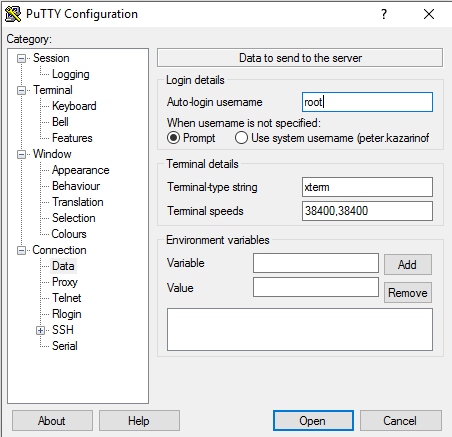 PuTTY Configuration
?
Category:
Session
Logging
Terminal
Keyboard
Bell
Features
Window
Appearance
Behaviour
Translation
Selection
Colours
Connection
Data
Proxy
Telnet
Rlogin
SSH
Serial
Data to send to the server
Login details
Auto-login username root
When username is not specified:
Prompt Use system username (peter.kazarinof
Terminal details
Terminal-type string xterm
Terminal speeds 38400,38400
Environment variables
Variable Add
Value Remove
About Help Open Cancel